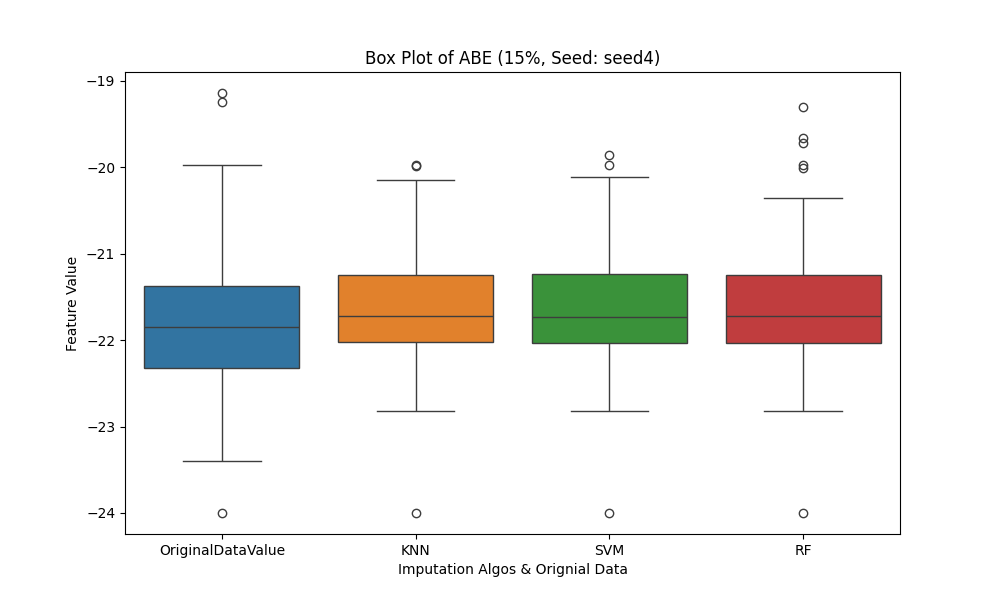 Box Plot of ABE (15%, Seed: seed4)
−19
−20
−21
−22
−23
−24
Feature Value
OriginalDataValue KNN SVM RF
Imputation Algos & Orignial Data